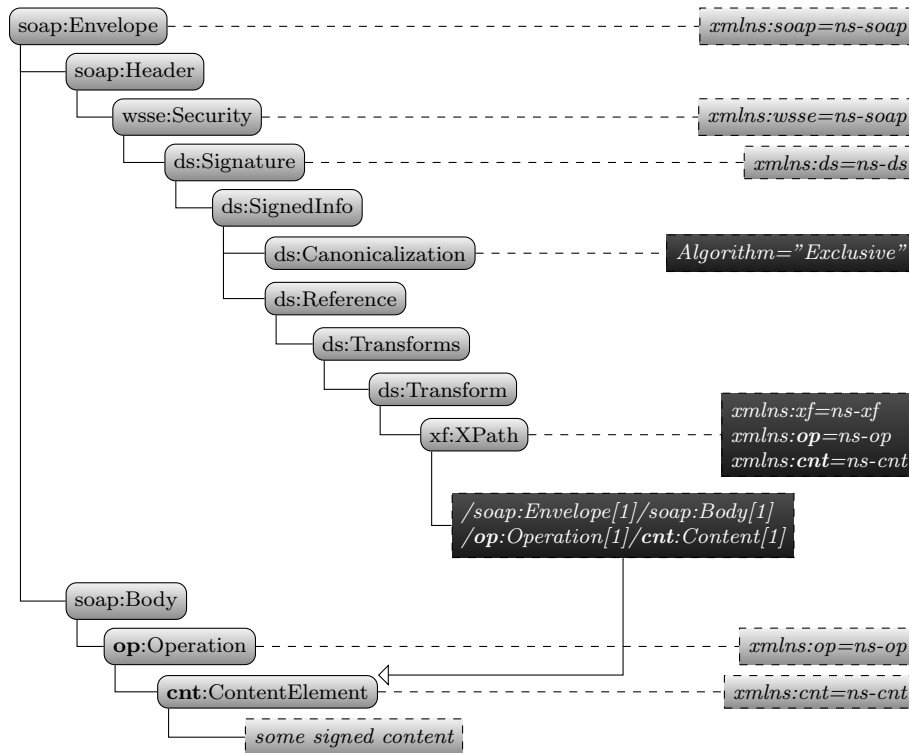 soap:Envelope
xmlns:soap=ns-soap
soap:Header
wsse:Security
xmlns:wsse=ns-soap
ds:Signature
xmlns:ds=ns-ds
ds:SignedInfo
ds:Canonicalization
Algorithm=”Exclusive”
ds:Reference
ds:Transforms
ds:Transform
xf:XPath
xmlns:xf=ns-xf
xmlns:op=ns-op
xmlns:cnt=ns-cnt
/soap:Envelope[1]/soap:Body[1]
/op:Operation[1]/cnt:Content[1]
soap:Body
op:Operation
xmlns:op=ns-op
cnt:ContentElement
xmlns:cnt=ns-cnt
some signed content